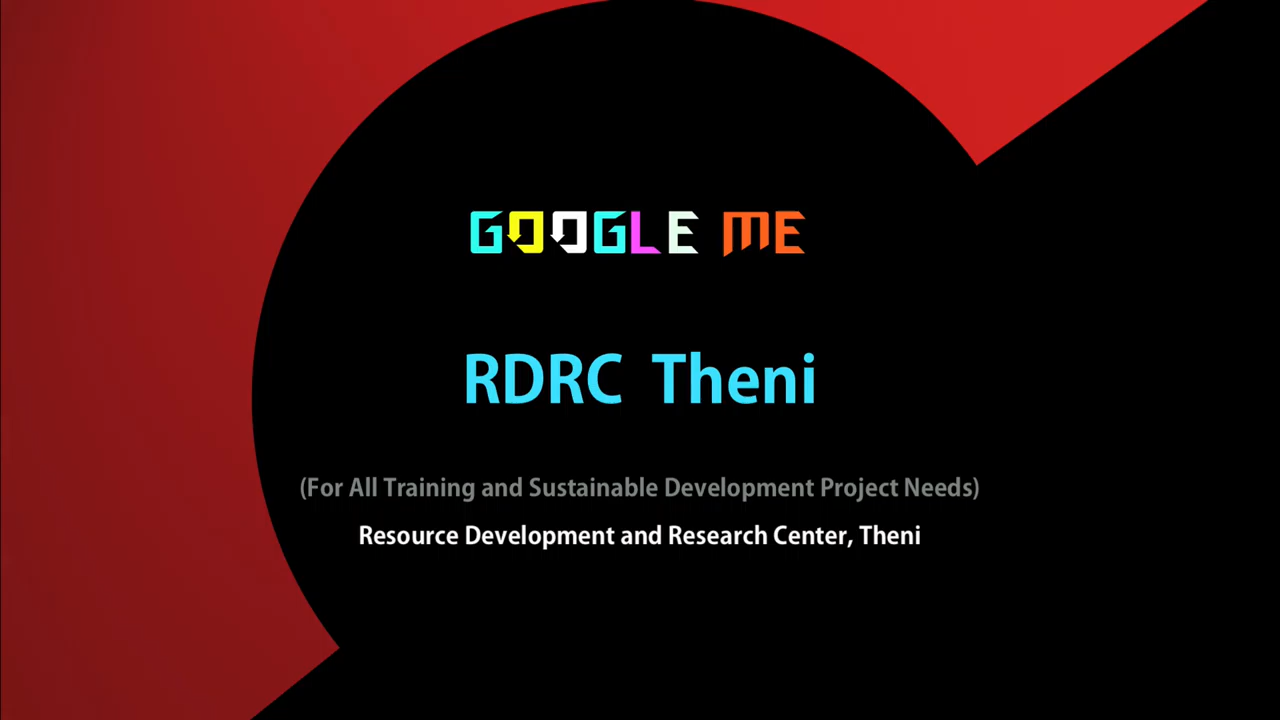 GOOGLE ME
RDRC Theni
(For All Training and Sustainable Development Project Needs)
Resource Development and Research Center, Theni